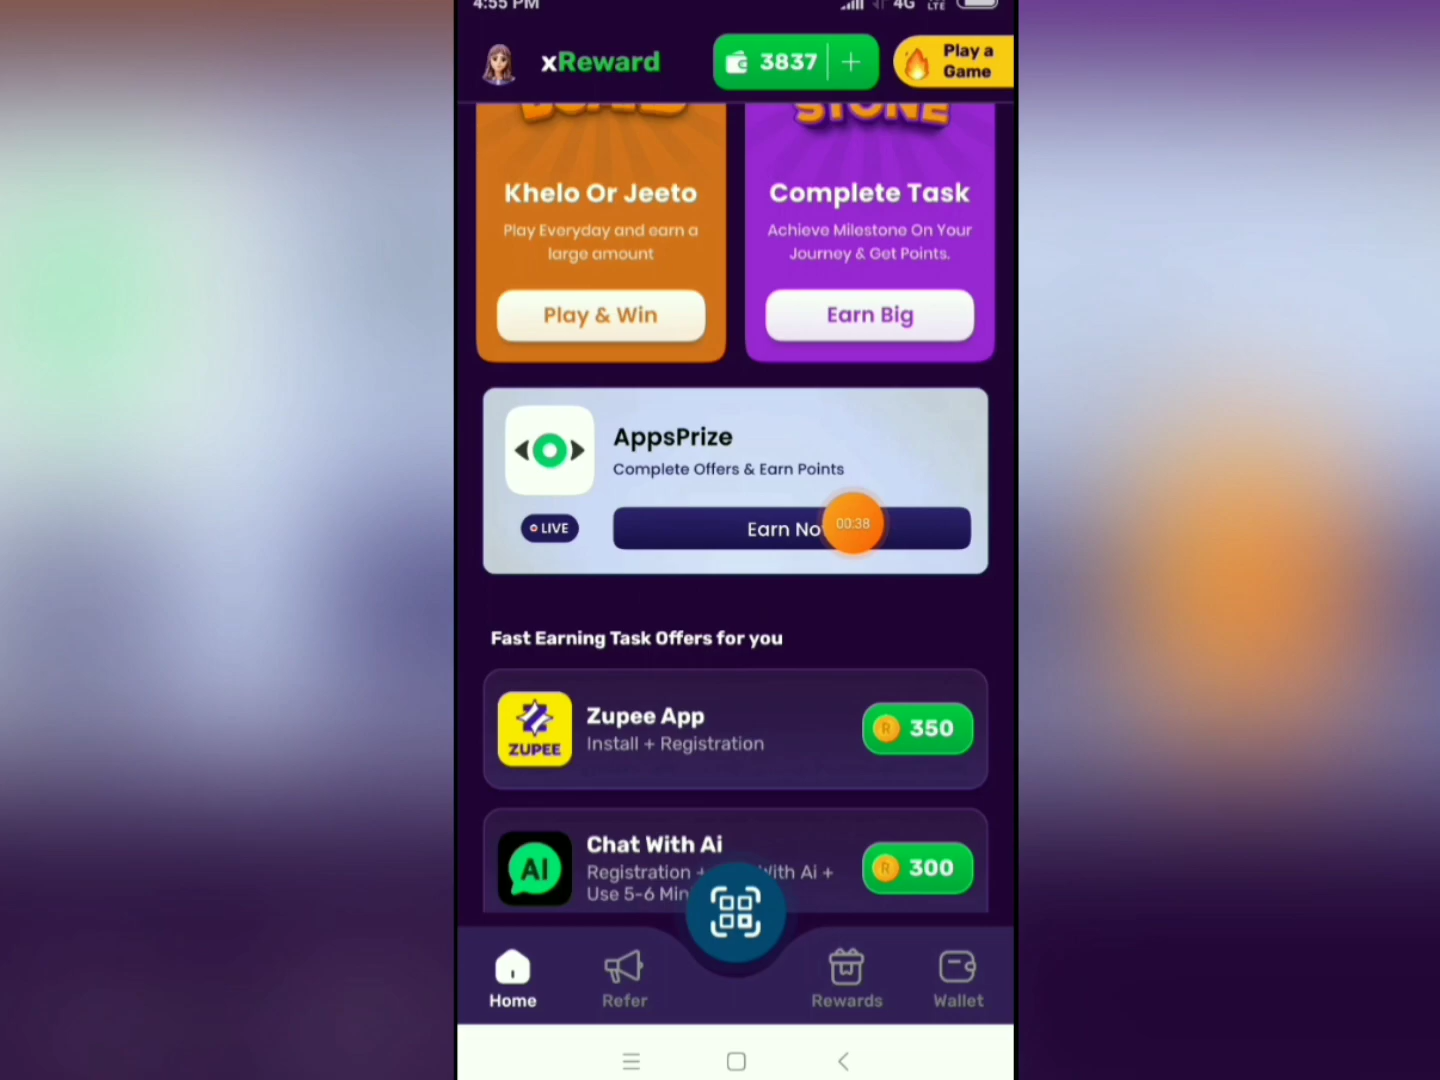 4:55 PM
4G
LTE
xReward
3837
Play a
Game
STONE
Khelo Or Jeeto
Complete Task
Play Everyday and earn a
large amount
Achieve Milestone On Your
Journey & Get Points.
Play & Win
Earn Big
AppsPrize
Complete Offers & Earn Points
LIVE
Earn No
00:38
Fast Earning Task Offers for you
ZUPEE
Zupee App
Install + Registration
R 350
AI
Chat With Ai
Registration + With Ai +
Use 5-6 Min
R 300
Home
Refer
Rewards
Wallet